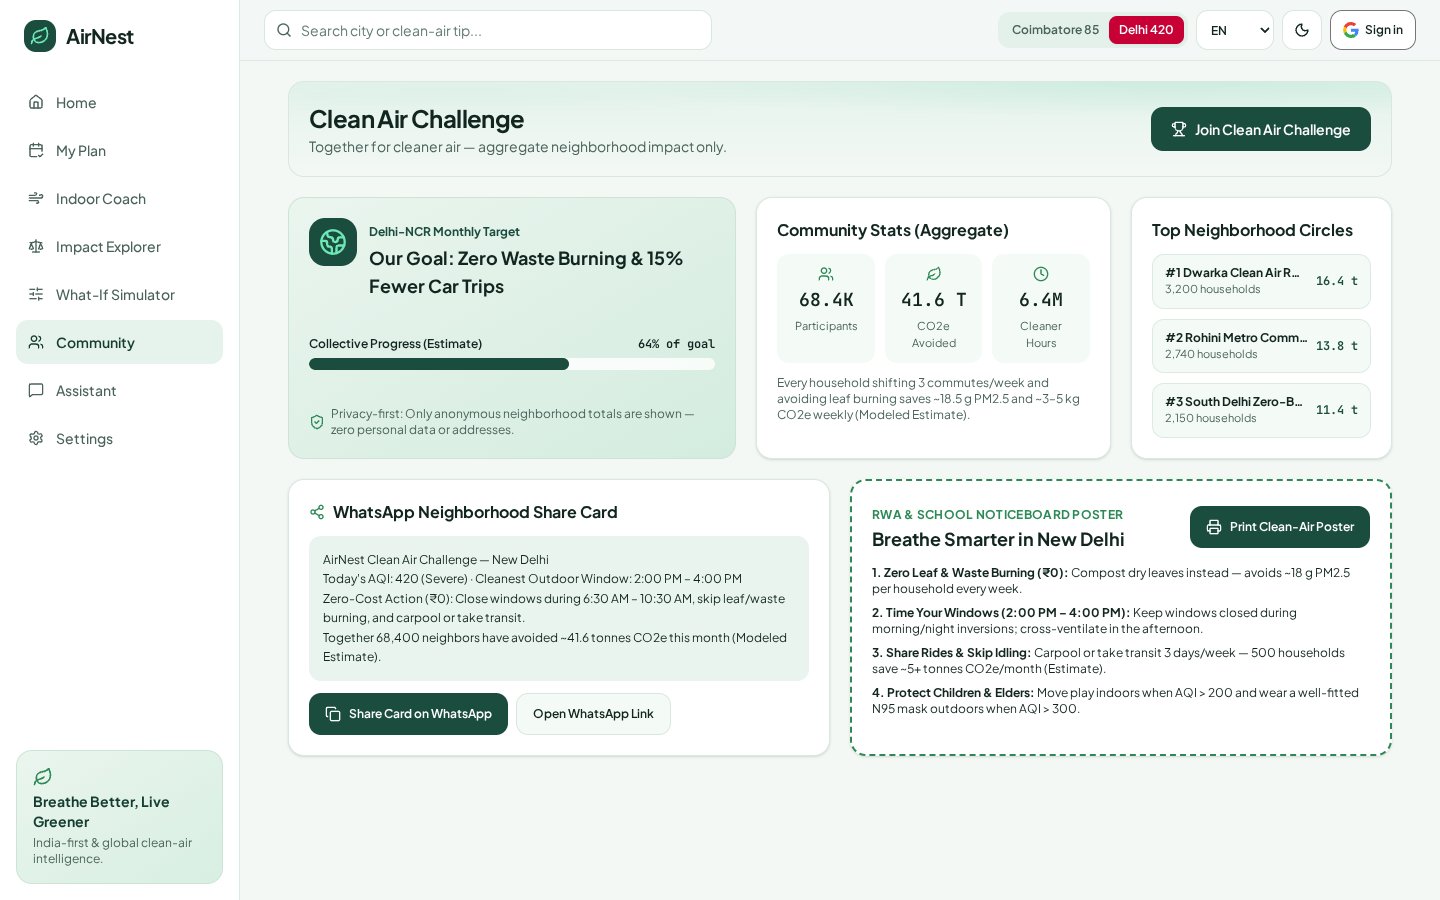 AirNest
Search city or clean-air tip...
Coimbatore 85
Delhi 420
EN
Sign in
Home
My Plan
Indoor Coach
Impact Explorer
What-If Simulator
Community
Assistant
Settings
Breathe Better, Live
Greener
India-first & global clean-air
intelligence.
Clean Air Challenge
Together for cleaner air — aggregate neighborhood impact only.
Join Clean Air Challenge
Delhi-NCR Monthly Target
Our Goal: Zero Waste Burning & 15%
Fewer Car Trips
Collective Progress (Estimate)
64% of goal
Privacy-first: Only anonymous neighborhood totals are shown —
zero personal data or addresses.
Community Stats (Aggregate)
68.4K
Participants
41.6 T
CO2e
Avoided
6.4M
Cleaner
Hours
Every household shifting 3 commutes/week and
avoiding leaf burning saves ~18.5 g PM2.5 and ~3–5 kg
CO2e weekly (Modeled Estimate).
Top Neighborhood Circles
#1 Dwarka Clean Air R...
3,200 households
16.4 t
#2 Rohini Metro Comm...
2,740 households
13.8 t
#3 South Delhi Zero-B...
2,150 households
11.4 t
WhatsApp Neighborhood Share Card
AirNest Clean Air Challenge — New Delhi
Today's AQI: 420 (Severe) · Cleanest Outdoor Window: 2:00 PM – 4:00 PM
Zero-Cost Action (₹0): Close windows during 6:30 AM – 10:30 AM, skip leaf/waste
burning, and carpool or take transit.
Together 68,400 neighbors have avoided ~41.6 tonnes CO2e this month (Modeled
Estimate).
Share Card on WhatsApp
Open WhatsApp Link
RWA & SCHOOL NOTICEBOARD POSTER
Breathe Smarter in New Delhi
Print Clean-Air Poster
1. Zero Leaf & Waste Burning (₹0): Compost dry leaves instead — avoids ~18 g PM2.5
per household every week.
2. Time Your Windows (2:00 PM – 4:00 PM): Keep windows closed during
morning/night inversions; cross-ventilate in the afternoon.
3. Share Rides & Skip Idling: Carpool or take transit 3 days/week — 500 households
save ~5+ tonnes CO2e/month (Estimate).
4. Protect Children & Elders: Move play indoors when AQI > 200 and wear a well-fitted
N95 mask outdoors when AQI > 300.